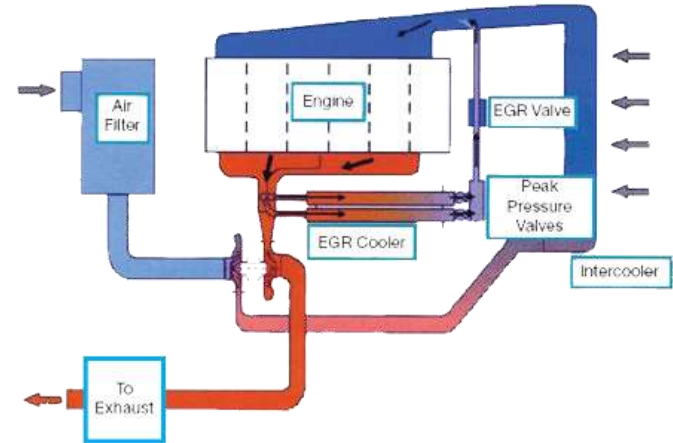 Air
Filter
Engine
EGR Valve
Peak
Pressure
Valves
EGR Cooler
Intercooler
To
Exhaust